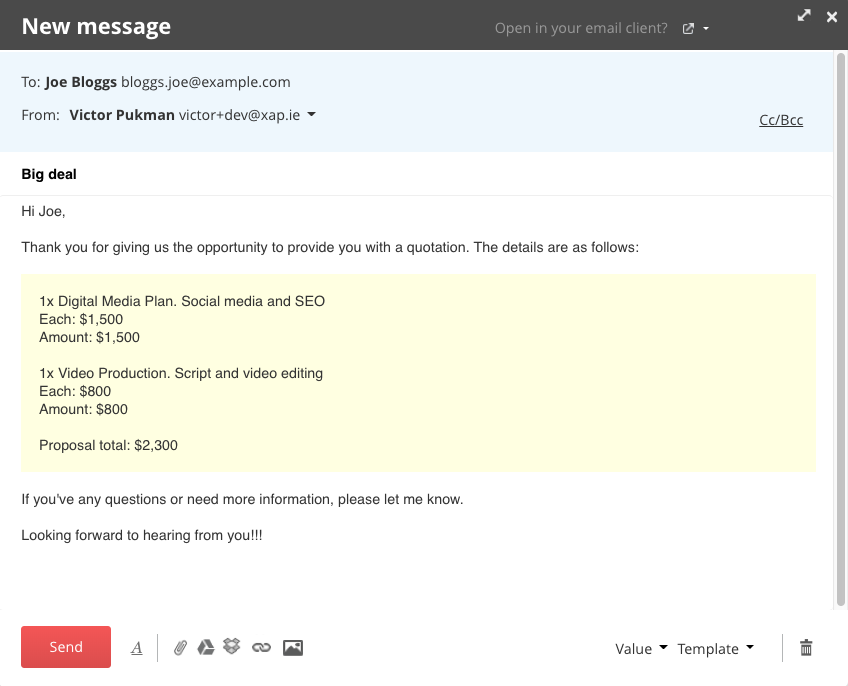 New message
Open in your email client?
To: Joe Bloggs bloggs.joe@example.com
From: Victor Pukman victor+dev@xap.ie
Cc/Bcc
Big deal
Hi Joe,
Thank you for giving us the opportunity to provide you with a quotation. The details are as follows:
1x Digital Media Plan. Social media and SEO
Each: $1,500
Amount: $1,500
1x Video Production. Script and video editing
Each: $800
Amount: $800
Proposal total: $2,300
If you've any questions or need more information, please let me know.
Looking forward to hearing from you!!!
Send A Value Template